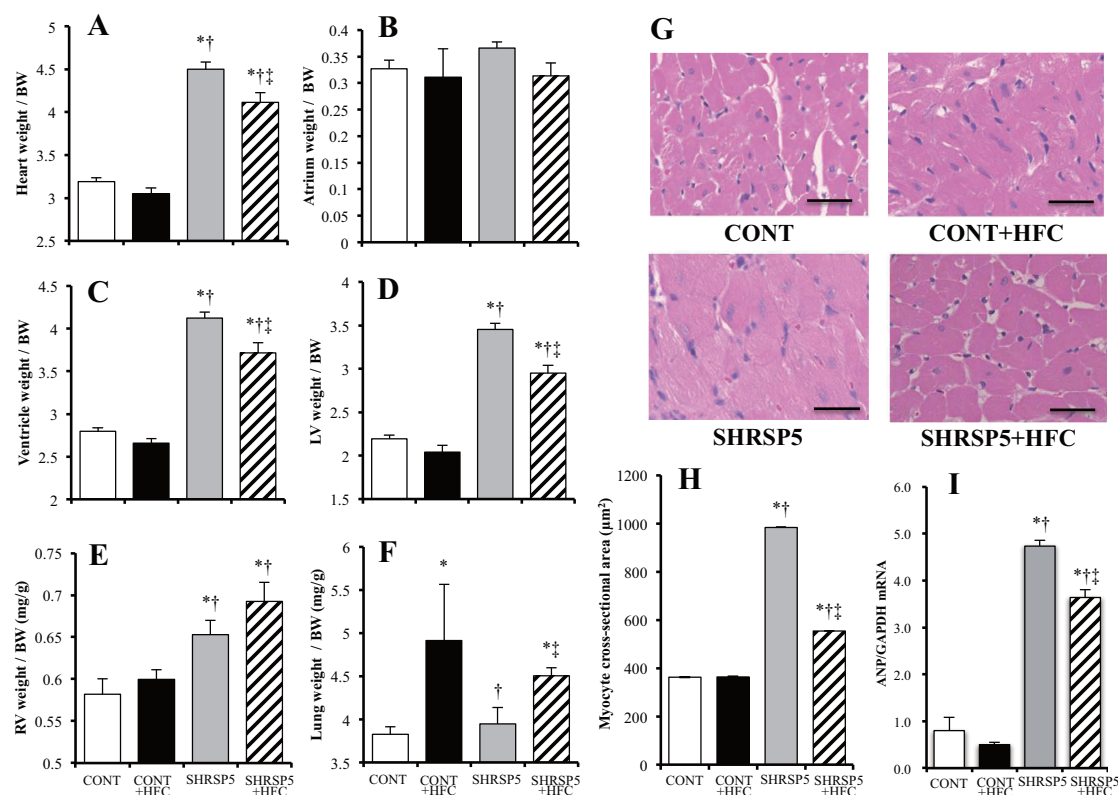 A
Heart weight / BW
5
4.5
4
3.5
3
2.5
*†
*†‡
B
Atrium weight / BW
0.4
0.35
0.30
0.25
0.20
0.15
0.1
0.05
0
C
Ventricle weight / BW
4.5
4
3.5
3
2.5
2
*†
*†‡
D
LV weight / BW
4
3.5
3
2.5
2
1.5
*†
*†‡
E
RV weight / BW (mg/g)
0.75
0.7
0.65
0.6
0.55
0.5
*†
*†
CONT
CONT
+HFC
SHRSP5
SHRSP5
+HFC
F
Lung weight / BW (mg/g)
6
5.5
5
4.5
4
3.5
*
†
*‡
CONT
CONT
+HFC
SHRSP5
SHRSP5
+HFC
G
CONT
CONT+HFC
SHRSP5
SHRSP5+HFC
H
Myocyte cross-sectional area (µm²)
1200
1000
800
600
400
200
0
*†
*†‡
CONT
CONT
+HFC
SHRSP5
SHRSP5
+HFC
I
ANP/GAPDH mRNA
6.0
5.0
4.0
3.0
2.0
1.0
0.0
*†
*†‡
CONT
CONT
+HFC
SHRSP5
SHRSP5
+HFC